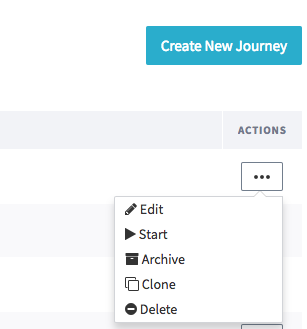 Create New Journey
ACTIONS
Edit
Start
Archive
Clone
Delete